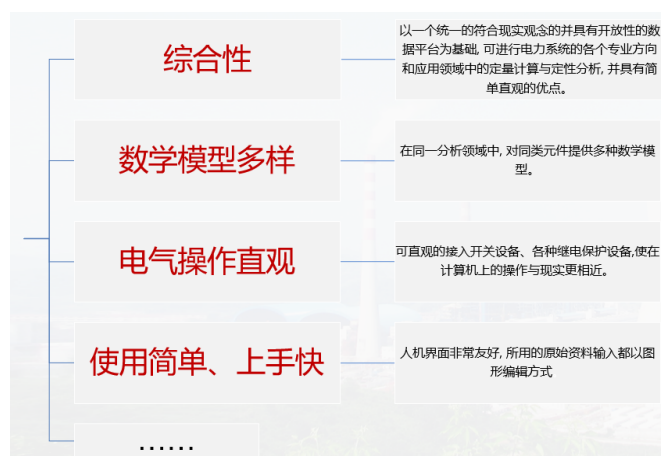 综合性
以一个统一的符合现实观念的并具有开放性的数
据平台为基础, 可进行电力系统的各个专业方向
和应用领域中的定量计算与定性分析, 并具有简
单直观的优点。
数学模型多样
在同一分析领域中, 对同类元件提供多种数学模
型。
电气操作直观
可直观的接入开关设备、各种继电保护设备,使在
计算机上的操作与现实更相近。
使用简单、上手快
人机界面非常友好, 所用的原始资料输入都以图
形编辑方式
……